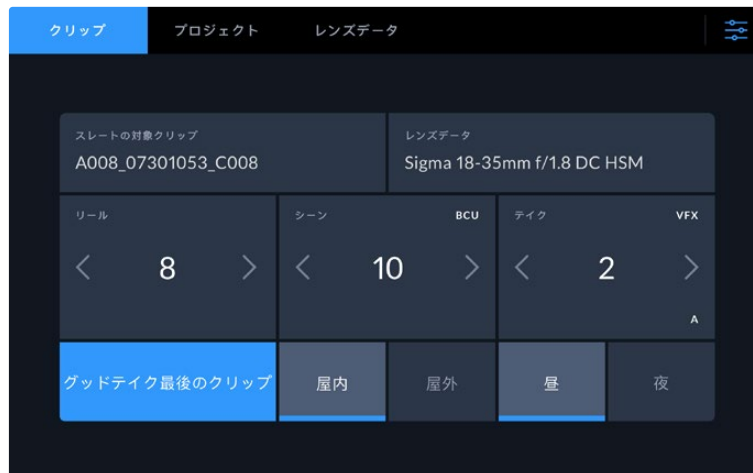 クリップ プロジェクト レンズデータ
スレートの対象クリップ レンズデータ
A008_07301053_C008 Sigma 18-35mm f/1.8 DC HSM
リール シーン BCU テイク VFX
8 10 2
A
グッドテイク最後のクリップ 屋内 屋外 昼 夜